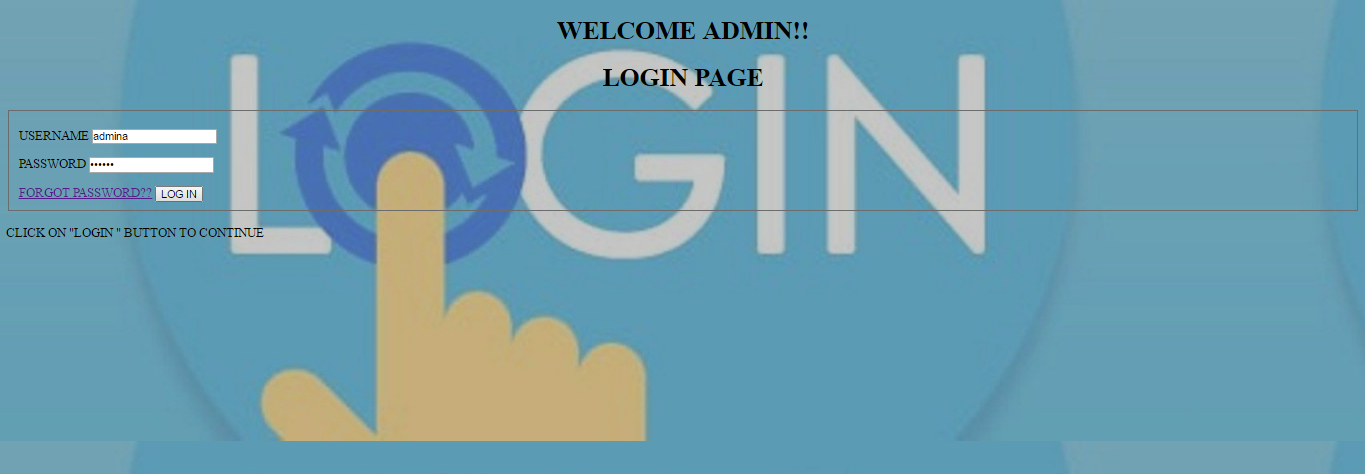 WELCOME ADMIN!!
LOGIN PAGE
LOGIN
USERNAME admina
PASSWORD ••••••
FORGOT PASSWORD?? LOG IN
CLICK ON "LOGIN " BUTTON TO CONTINUE